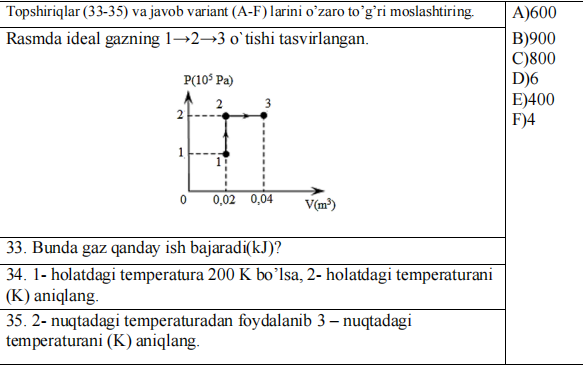 Topshiriqlar (33-35) va javob variant (A-F) larini o’zaro to’g’ri moslashtiring.
Rasmda ideal gazning 1→2→3 o`tishi tasvirlangan.
P(10⁵ Pa)
2 3
2
1
1
0 0,02 0,04 V(m³)
33. Bunda gaz qanday ish bajaradi(kJ)?
34. 1- holatdagi temperatura 200 K bo’lsa, 2- holatdagi temperaturani
(K) aniqlang.
35. 2- nuqtadagi temperaturadan foydalanib 3 – nuqtadagi
temperaturani (K) aniqlang.
A)600
B)900
C)800
D)6
E)400
F)4